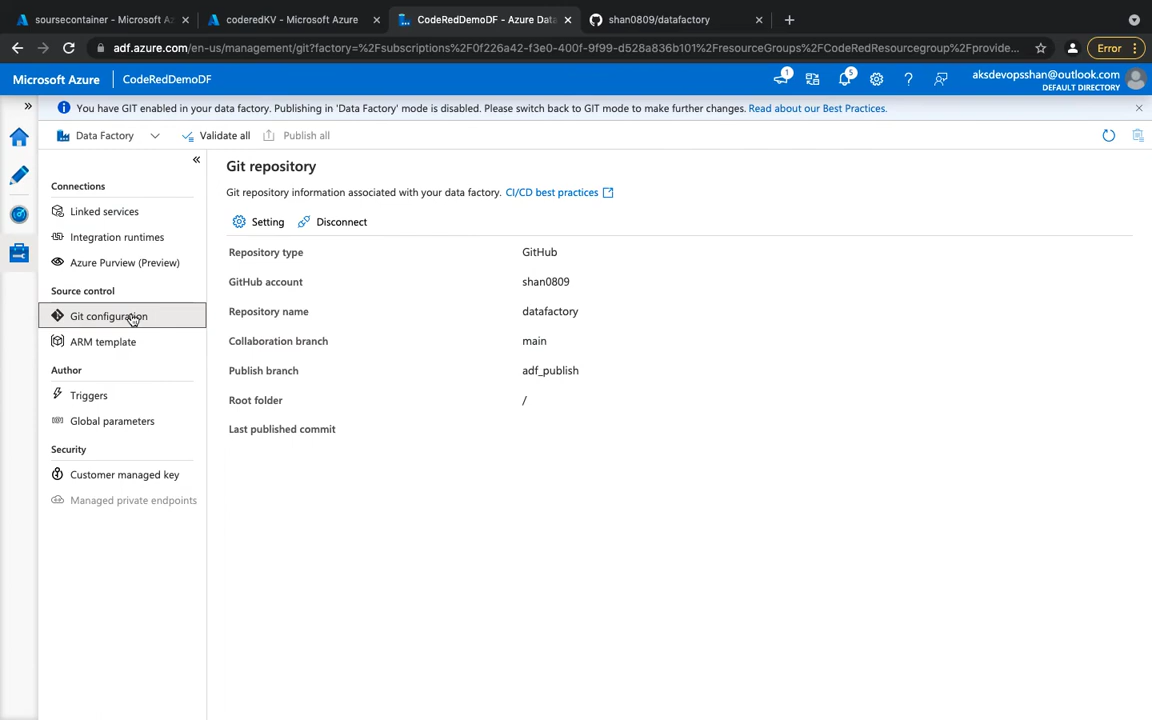 soursecontainer - Microsoft Az
coderedKV - Microsoft Azure
CodeRedDemoDF - Azure Data
shan0809/datafactory
adf.azure.com/en-us/management/git?factory=%2Fsubscriptions%2F0f226a42-f3e0-400f-9f99-d528a836b101%2FresourceGroups%2FCodeRedResourcegroup%2Fprovide...
Error
Microsoft Azure
CodeRedDemoDF
1
5
aksdevopsshan@outlook.com
DEFAULT DIRECTORY
You have GIT enabled in your data factory. Publishing in 'Data Factory' mode is disabled. Please switch back to GIT mode to make further changes. Read about our Best Practices.
Data Factory
Validate all
Publish all
Connections
Linked services
Integration runtimes
Azure Purview (Preview)
Source control
Git configuration
ARM template
Author
Triggers
Global parameters
Security
Customer managed key
Managed private endpoints
Git repository
Git repository information associated with your data factory. CI/CD best practices
Setting
Disconnect
Repository type GitHub
GitHub account shan0809
Repository name datafactory
Collaboration branch main
Publish branch adf_publish
Root folder /
Last published commit